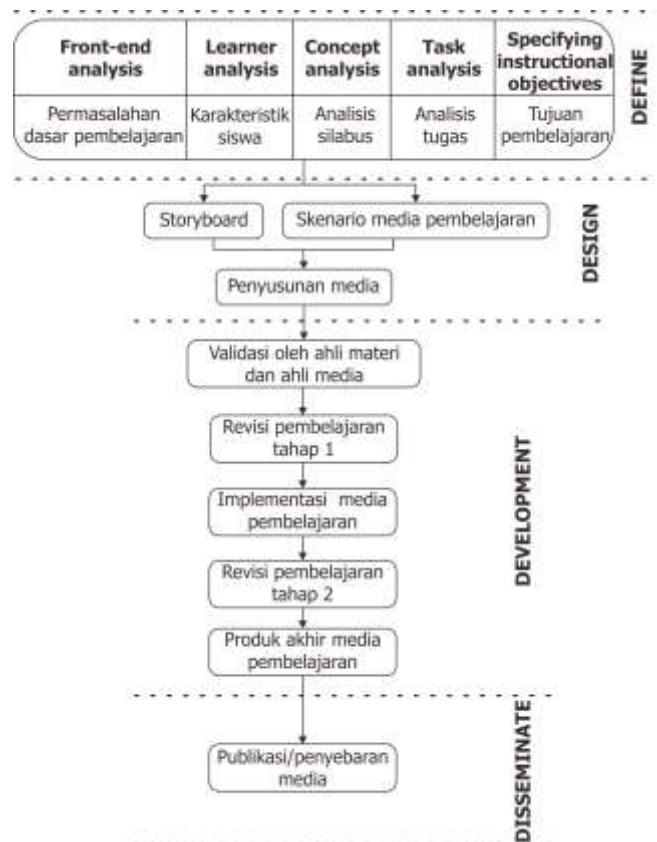 Front-end
analysis
Learner
analysis
Concept
analysis
Task
analysis
Specifying
instructional
objectives
Permasalahan
dasar pembelajaran
Karakteristik
siswa
Analisis
silabus
Analisis
tugas
Tujuan
pembelajaran
DEFINE
Storyboard
Skenario media pembelajaran
Penyusunan media
DESIGN
Validasi oleh ahli materi
dan ahli media
Revisi pembelajaran
tahap 1
Implementasi media
pembelajaran
Revisi pembelajaran
tahap 2
Produk akhir media
pembelajaran
DEVELOPMENT
Publikasi/penyebaran
media
DISSEMINATE